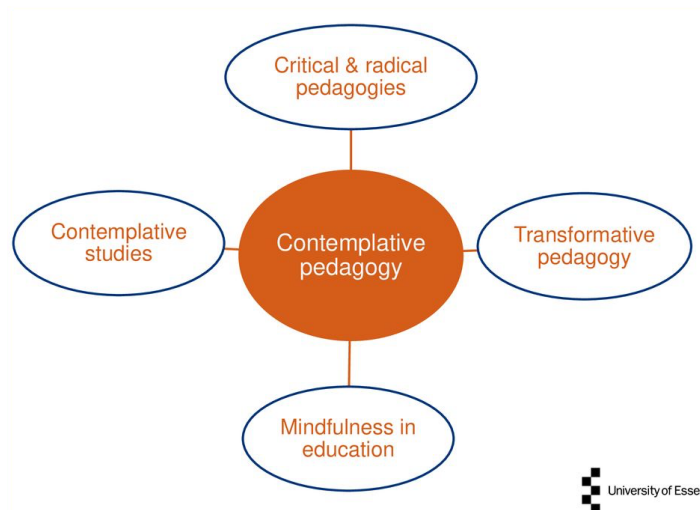 Critical & radical
pedagogies
Contemplative
studies
Contemplative
pedagogy
Transformative
pedagogy
Mindfulness in
education
University of Esse